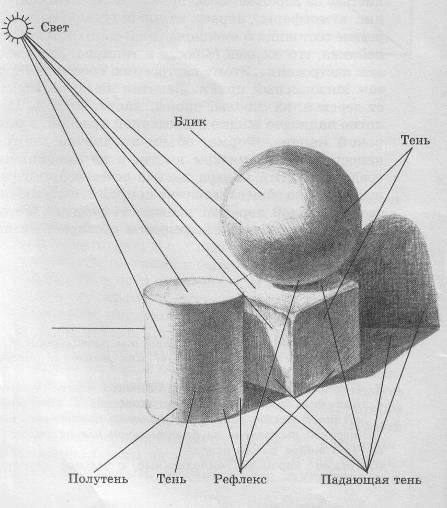 Свет
Блик
Тень
Полутень
Тень
Рефлекс
Падающая тень